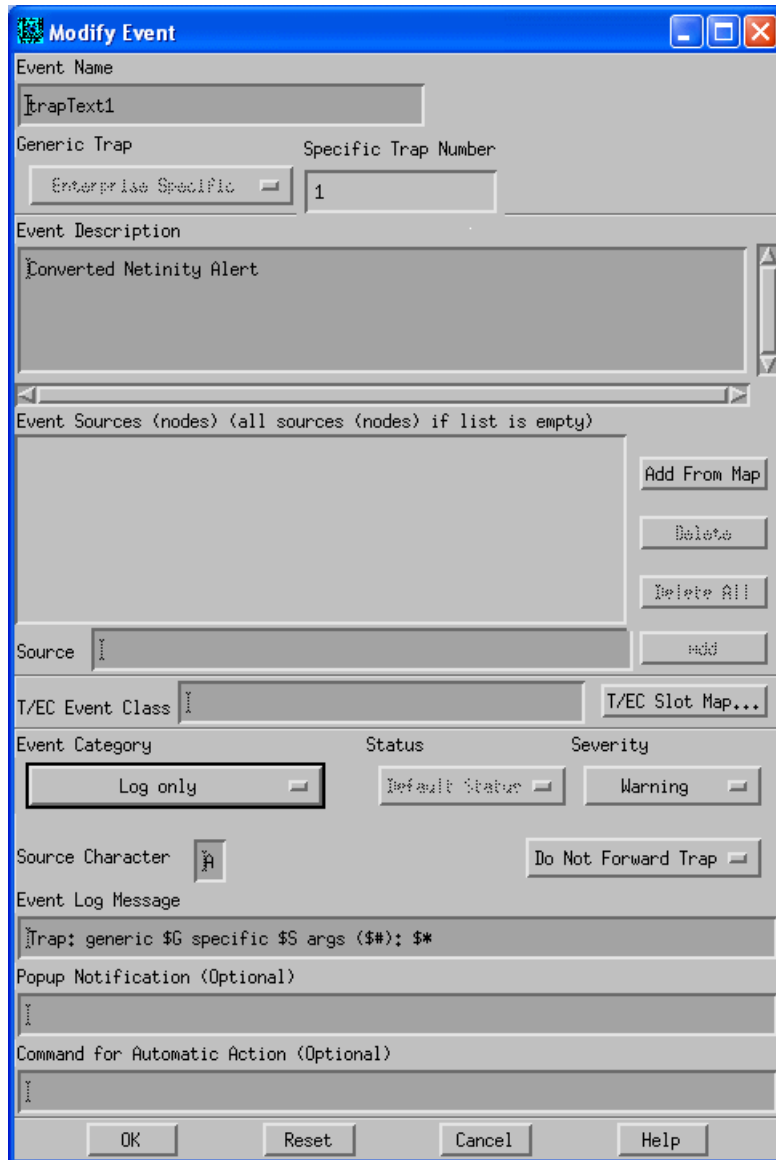 Modify Event
Event Name
trapText1
Generic Trap
Specific Trap Number
Enterprise Specific
1
Event Description
Converted Netinity Alert
Event Sources (nodes) (all sources (nodes) if list is empty)
Add From Map
Delete
Delete All
Source
Add
T/EC Event Class
T/EC Slot Map...
Event Category
Status
Severity
Log only
Default Status
Warning
Source Character
A
Do Not Forward Trap
Event Log Message
Trap: generic $G specific $S args ($#): $*
Popup Notification (Optional)
Command for Automatic Action (Optional)
OK
Reset
Cancel
Help